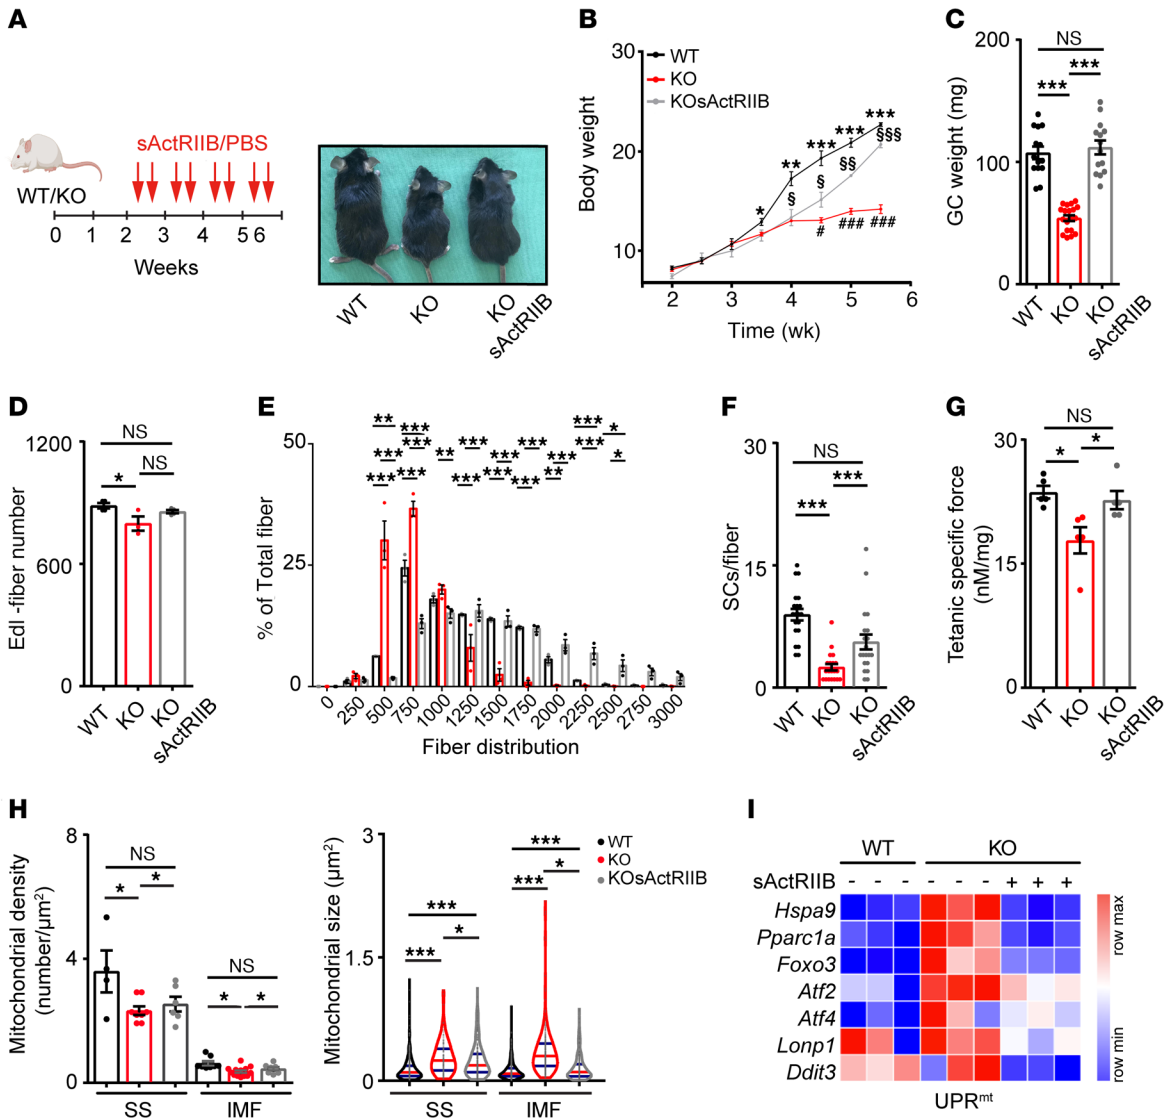 A
sActRIIB/PBS
WT/KO
0 1 2 3 4 5 6
Weeks
WT
KO
KO
sActRIIB
B
Body weight
30
20
10
WT
KO
KOsActRIIB
* ** *** *** ***
§ § §§ §§§
# ### ###
2 3 4 5 6
Time (wk)
C
GC weight (mg)
200
100
0
NS
*** ***
WT
KO
KO
sActRIIB
D
Edl -fiber number
1200
600
0
NS
* NS
WT
KO
KO
sActRIIB
E
% of Total fiber
50
25
0
** *** *** *** *** *
*** *** ** *** *** *** *
*** *** *** *** *** **
0 250 500 750 1000 1250 1500 1750 2000 2250 2500 2750 3000
Fiber distribution
F
SCs/fiber
30
15
0
NS
*** ***
WT
KO
KO
sActRIIB
G
Tetanic specific force
(nM/mg)
30
15
0
NS
* *
WT
KO
KO
sActRIIB
H
Mitochondrial density
(number/µm²)
8
4
0
NS
* *
NS
* *
SS IMF
Mitochondrial size (µm²)
3
1.5
0
WT
KO
KOsActRIIB
***
*** *
***
*** *
SS IMF
I
WT KO
sActRIIB - - - - - - + + +
Hspa9
Pparc1a
Foxo3
Atf2
Atf4
Lonp1
Ddit3
UPRᵐᵗ
row max
row min